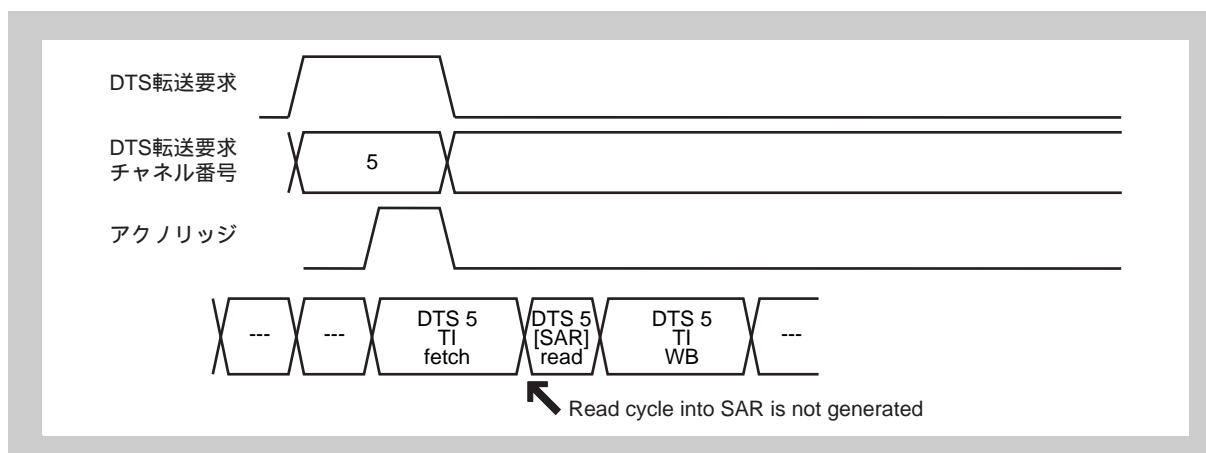 DTS転送要求
DTS転送要求
チャネル番号
5
アクノリッジ
---
---
DTS 5
TI
fetch
DTS 5
[SAR]
read
DTS 5
TI
WB
---
Read cycle into SAR is not generated